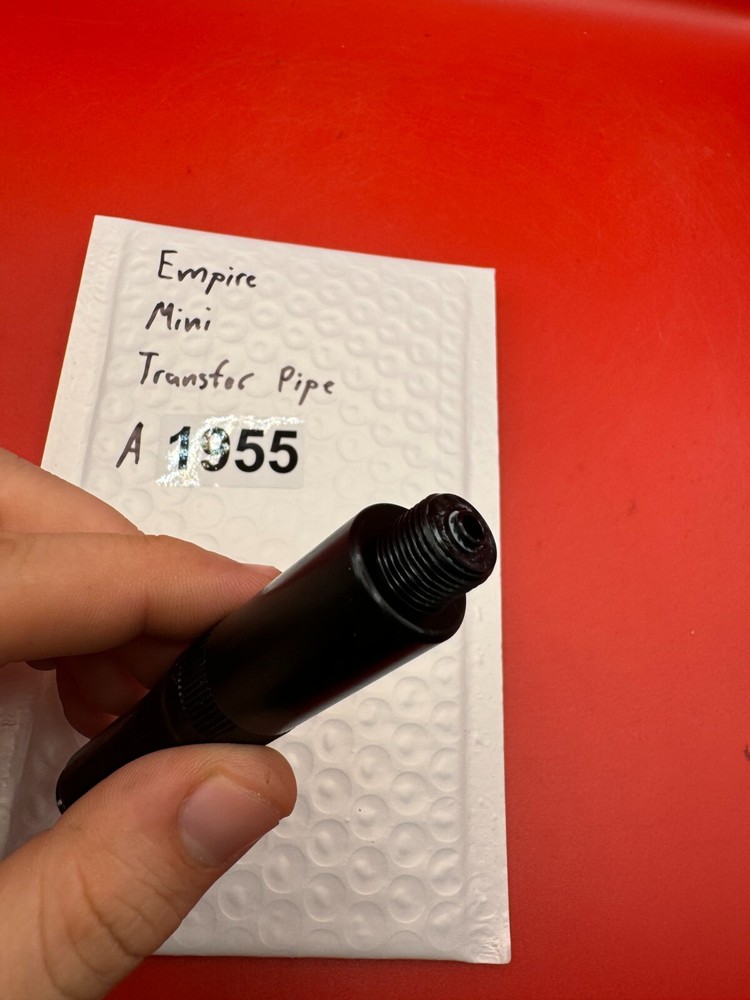 Empire
Mini
Transfer Pipe
A 1955